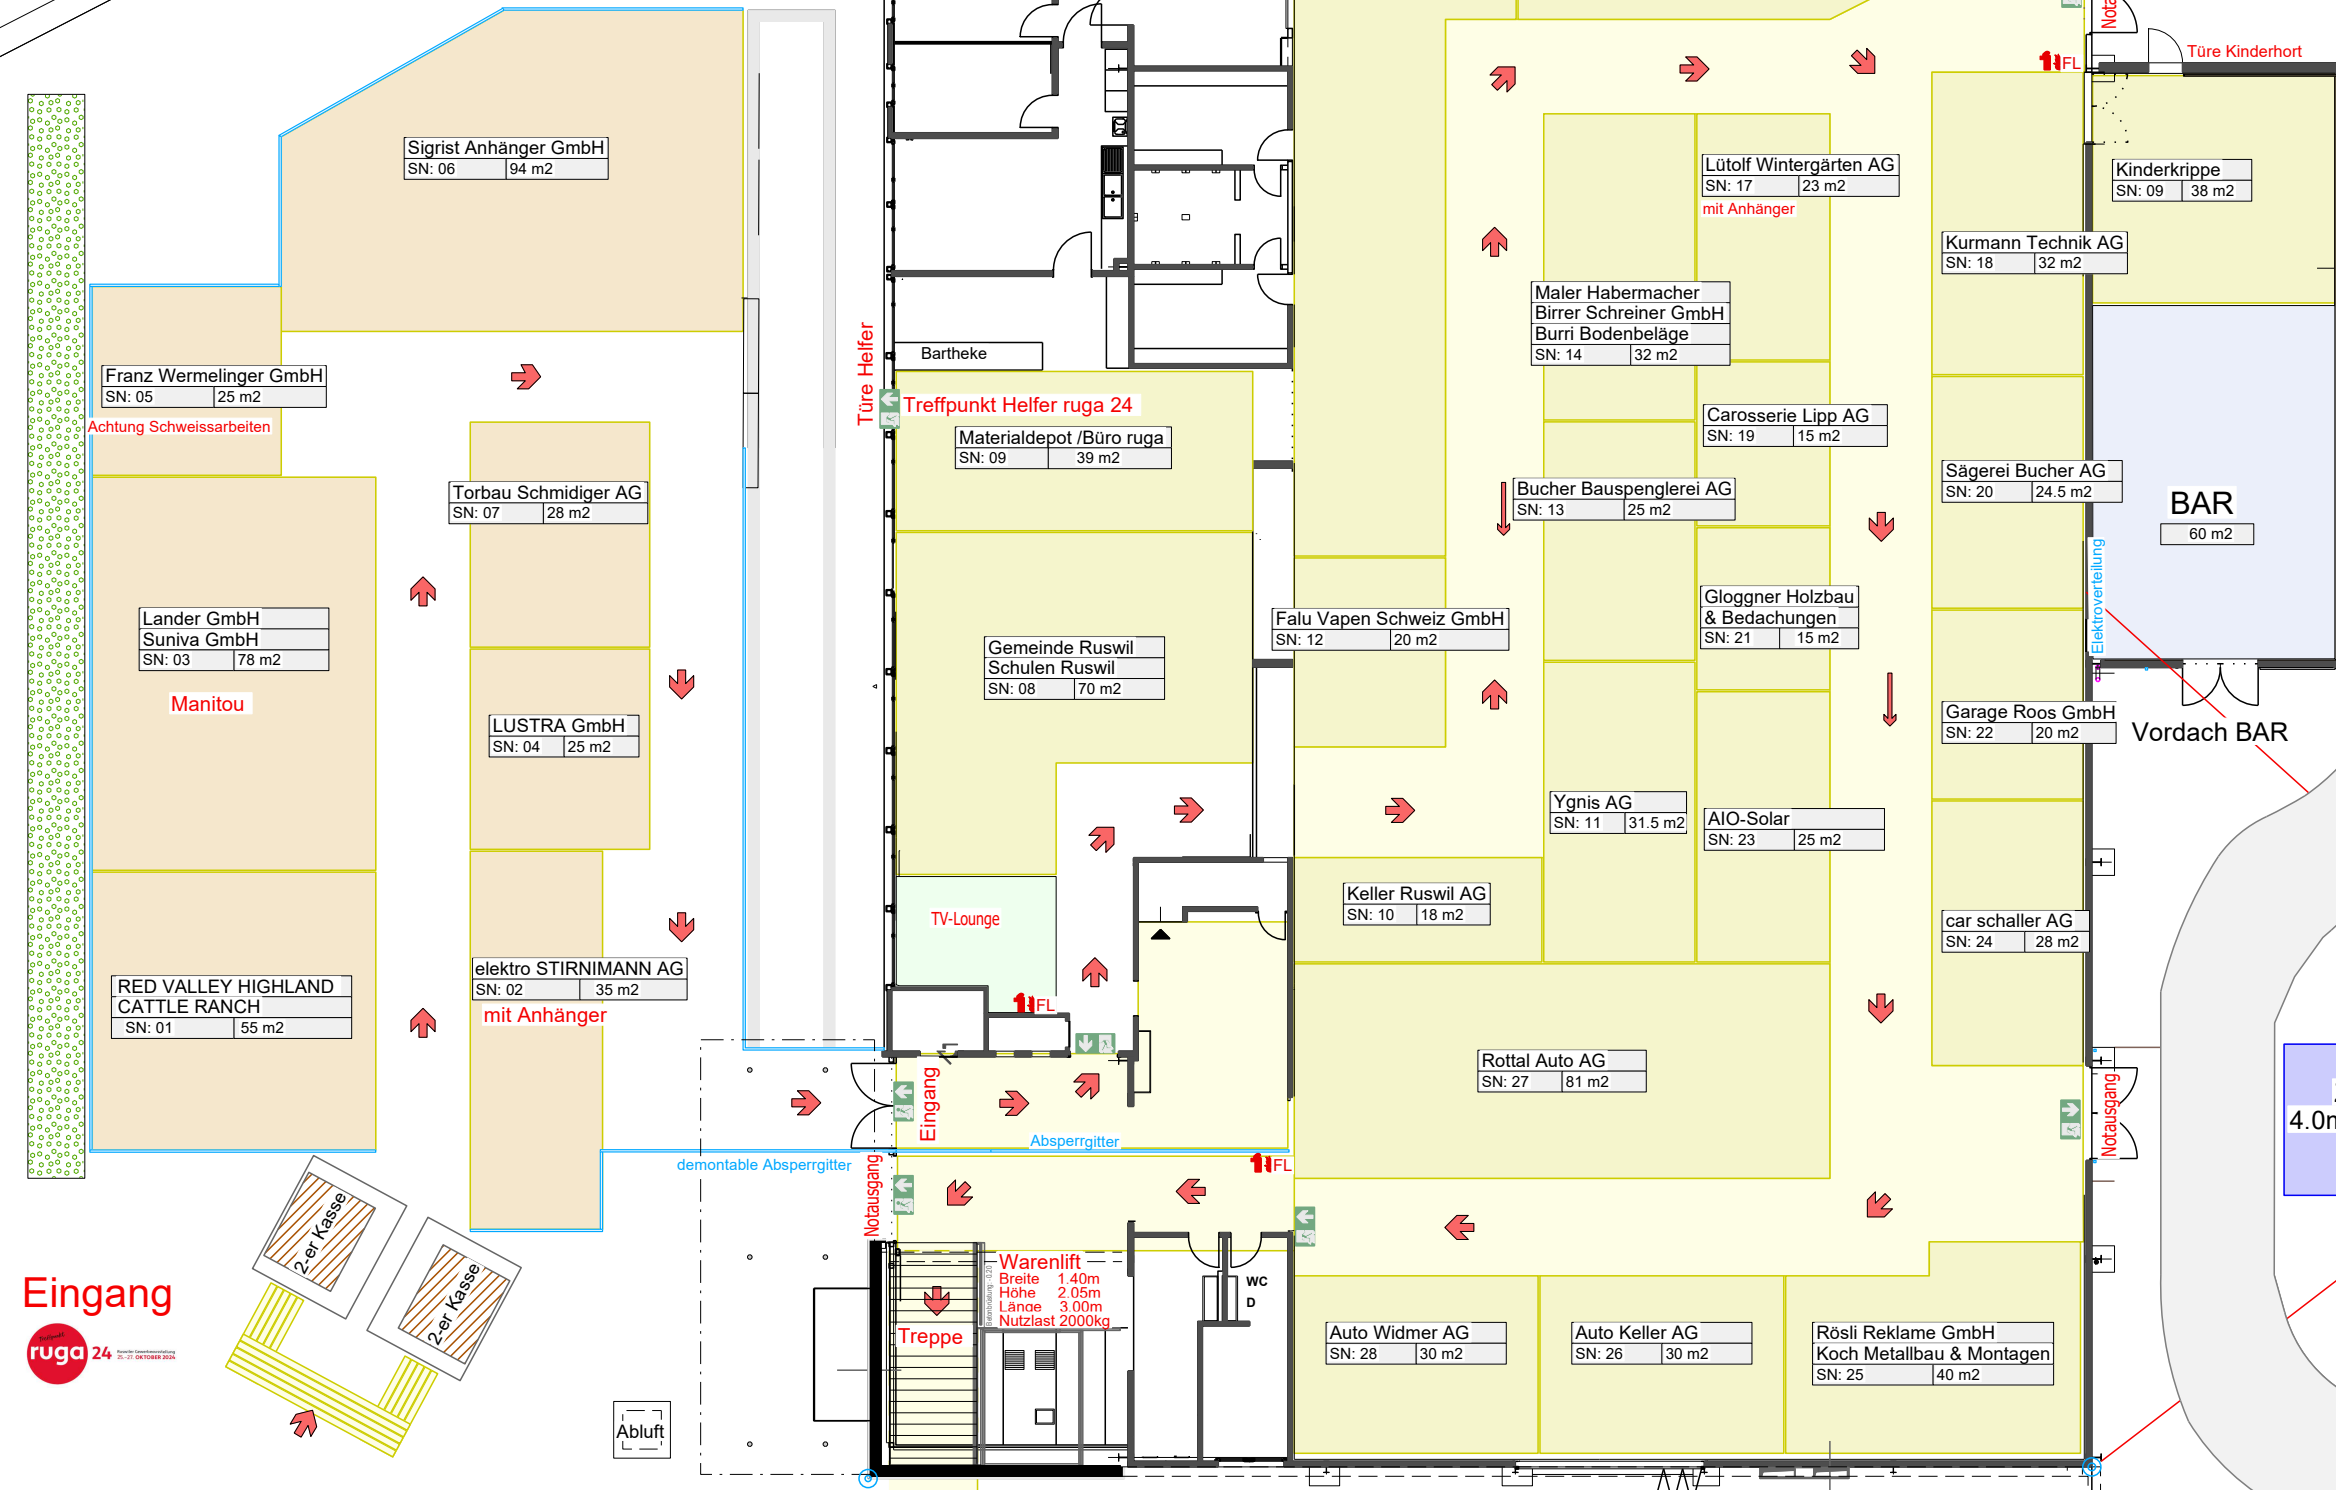 Sigrist Anhänger GmbH
SN: 06 94 m2
Franz Wermelinger GmbH
SN: 05 25 m2
Achtung Schweissarbeiten
Torbau Schmidiger AG
SN: 07 28 m2
Lander GmbH
Suniva GmbH
SN: 03 78 m2
Manitou
LUSTRA GmbH
SN: 04 25 m2
RED VALLEY HIGHLAND
CATTLE RANCH
SN: 01 55 m2
elektro STIRNIMANN AG
SN: 02 35 m2
mit Anhänger
demontable Absperrgitter
2-er Kasse
2-er Kasse
Eingang
ruga 24
25.-27. OKTOBER 2024
Abluft
Bartheke
Türe Helfer
Treffpunkt Helfer ruga 24
Materialdepot /Büro ruga
SN: 09 39 m2
Gemeinde Ruswil
Schulen Ruswil
SN: 08 70 m2
TV-Lounge
FL
Eingang
Absperrgitter
Notausgang
FL
Warenlift
Breite 1.40m
Höhe 2.05m
Länge 3.00m
Nutzlast 2000kg
Treppe
WC
D
Lütolf Wintergärten AG
SN: 17 23 m2
mit Anhänger
Maler Habermacher
Birrer Schreiner GmbH
Burri Bodenbeläge
SN: 14 32 m2
Carosserie Lipp AG
SN: 19 15 m2
Bucher Bauspenglerei AG
SN: 13 25 m2
Falu Vapen Schweiz GmbH
SN: 12 20 m2
Gloggner Holzbau
& Bedachungen
SN: 21 15 m2
Ygnis AG
SN: 11 31.5 m2
AIO-Solar
SN: 23 25 m2
Keller Ruswil AG
SN: 10 18 m2
Rottal Auto AG
SN: 27 81 m2
Auto Widmer AG
SN: 28 30 m2
Auto Keller AG
SN: 26 30 m2
Rösli Reklame GmbH
Koch Metallbau & Montagen
SN: 25 40 m2
Nota
FL
Türe Kinderhort
Kinderkrippe
SN: 09 38 m2
Kurmann Technik AG
SN: 18 32 m2
Sägerei Bucher AG
SN: 20 24.5 m2
BAR
60 m2
Elektroverteilung
Garage Roos GmbH
SN: 22 20 m2
Vordach BAR
car schaller AG
SN: 24 28 m2
Notausgang
4.0m